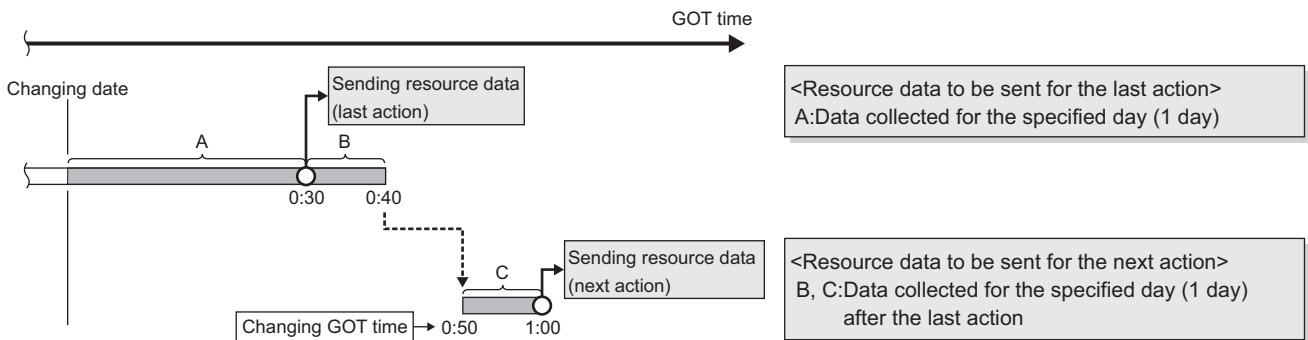 GOT time
Changing date
Sending resource data
(last action)
<Resource data to be sent for the last action>
A:Data collected for the specified day (1 day)
A
B
0:30
0:40
Sending resource data
(next action)
C
<Resource data to be sent for the next action>
B, C:Data collected for the specified day (1 day)
after the last action
Changing GOT time
0:50
1:00